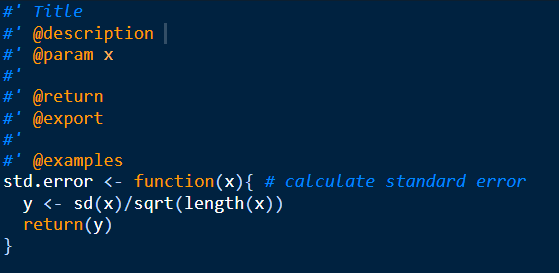 #' Title
#' @description
#' @param x
#'
#' @return
#' @export
#'
#' @examples
std.error <- function(x){ # calculate standard error
  y <- sd(x)/sqrt(length(x))
  return(y)
}